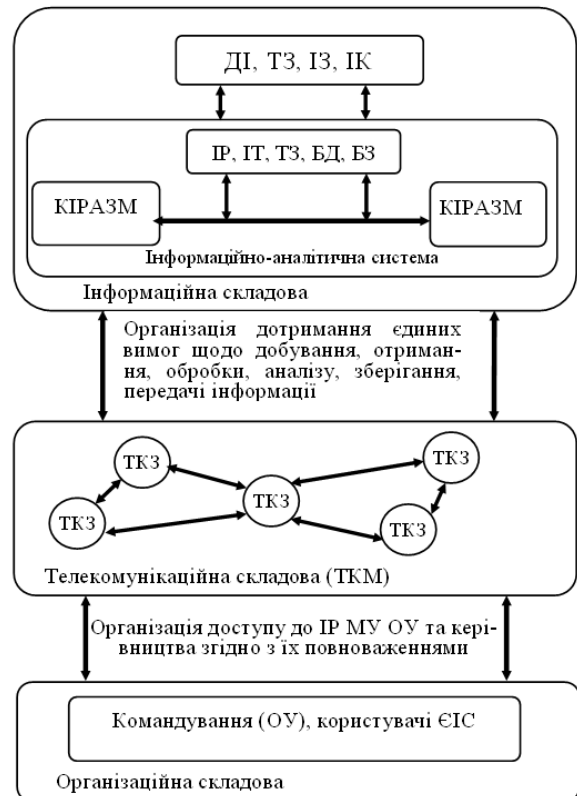 ДІ, ТЗ, ІЗ, ІК
ІР, ІТ, ТЗ, БД, БЗ
КІРАЗМ
КІРАЗМ
Інформаційно-аналітична система
Інформаційна складова
Організація дотримання єдиних
вимог щодо добування, отриман-
ня, обробки, аналізу, зберігання,
передачі інформації
ТКЗ
ТКЗ
ТКЗ
ТКЗ
ТКЗ
Телекомунікаційна складова (ТКМ)
Організація доступу до ІР МУ ОУ та кері-
вництва згідно з їх повноваженнями
Командування (ОУ), користувачі ЄІС
Організаційна складова